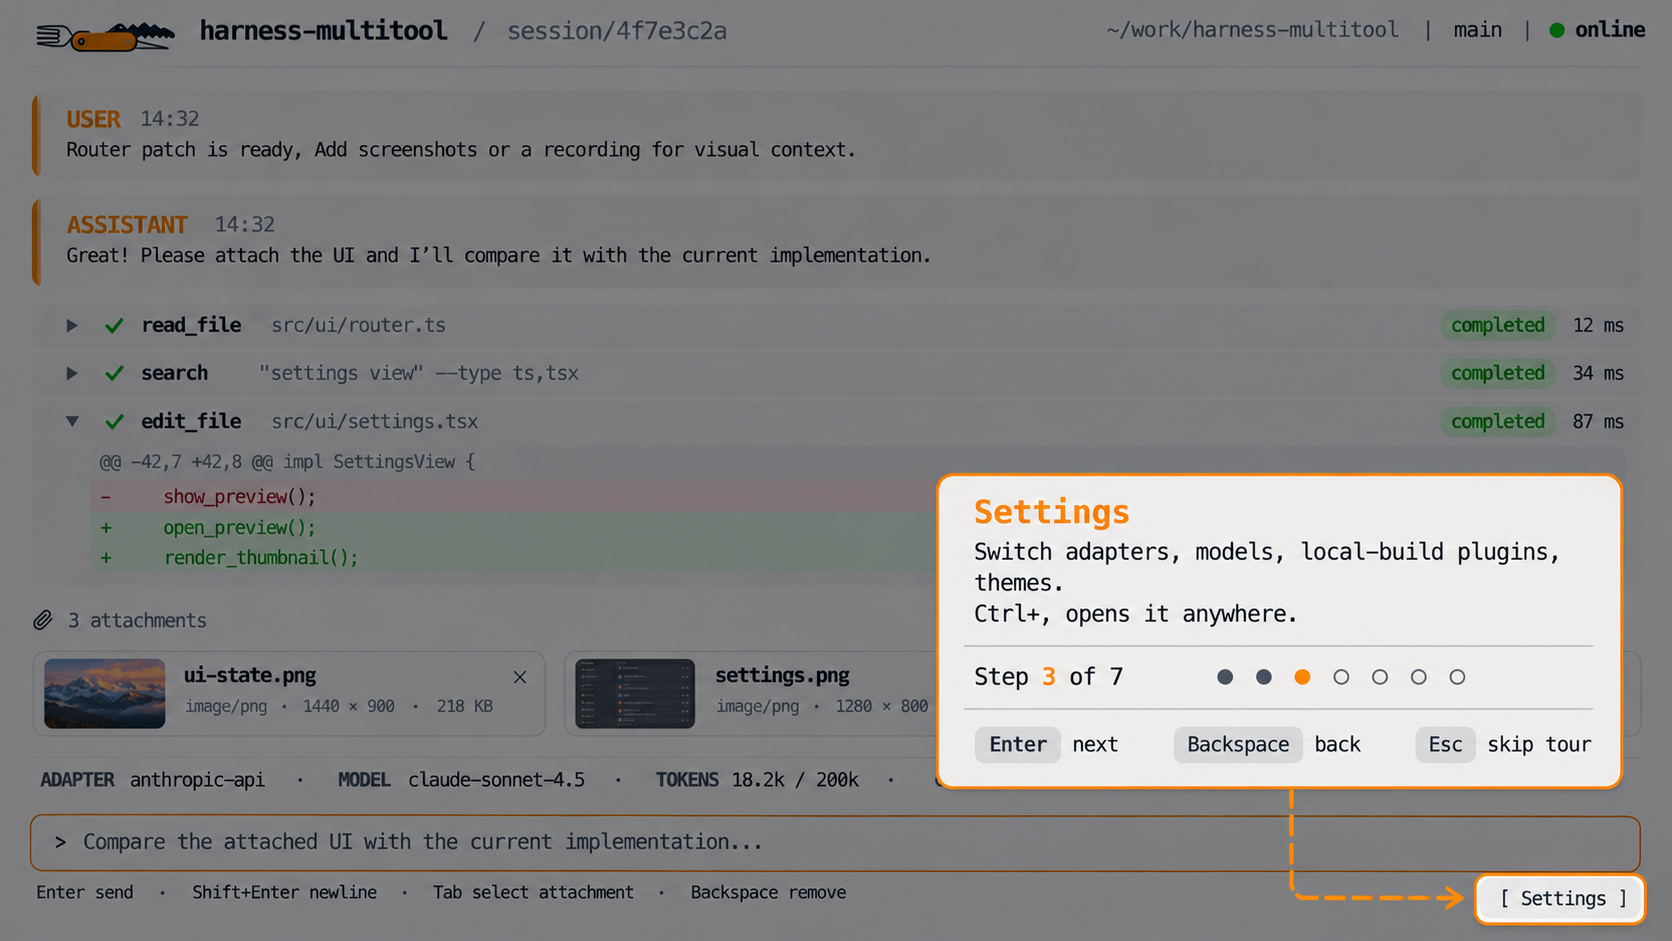 harness-multitool / session/4f7e3c2a ~/work/harness-multitool | main | online
USER 14:32
Router patch is ready, Add screenshots or a recording for visual context.
ASSISTANT 14:32
Great! Please attach the UI and I’ll compare it with the current implementation.
read_file src/ui/router.ts completed 12 ms
search "settings view" --type ts,tsx completed 34 ms
edit_file src/ui/settings.tsx completed 87 ms
@@ -42,7 +42,8 @@ impl SettingsView {
- show_preview();
+ open_preview();
+ render_thumbnail();
Settings
Switch adapters, models, local-build plugins,
themes.
Ctrl+, opens it anywhere.
Step 3 of 7
Enter next Backspace back Esc skip tour
3 attachments
ui-state.png
image/png · 1440 × 900 · 218 KB
settings.png
image/png · 1280 × 800
ADAPTER anthropic-api · MODEL claude-sonnet-4.5 · TOKENS 18.2k / 200k ·
> Compare the attached UI with the current implementation...
Enter send · Shift+Enter newline · Tab select attachment · Backspace remove
[ Settings ]